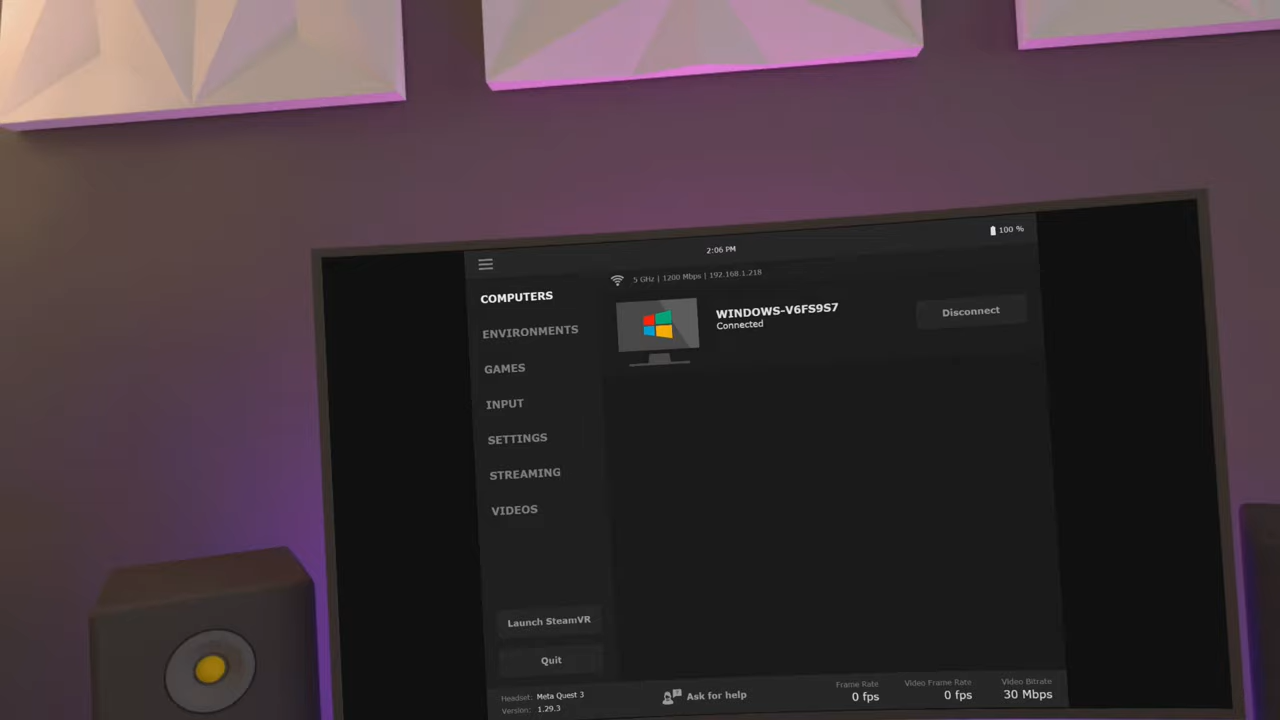 2:06 PM
100 %
5 GHz | 1200 Mbps | 192.168.1.218
COMPUTERS
WINDOWS-V6FS9S7
Connected
Disconnect
ENVIRONMENTS
GAMES
INPUT
SETTINGS
STREAMING
VIDEOS
Launch SteamVR
Quit
Headset: Meta Quest 3
Version: 1.29.3
Ask for help
Frame Rate
0 fps
Video Frame Rate
0 fps
Video Bitrate
30 Mbps